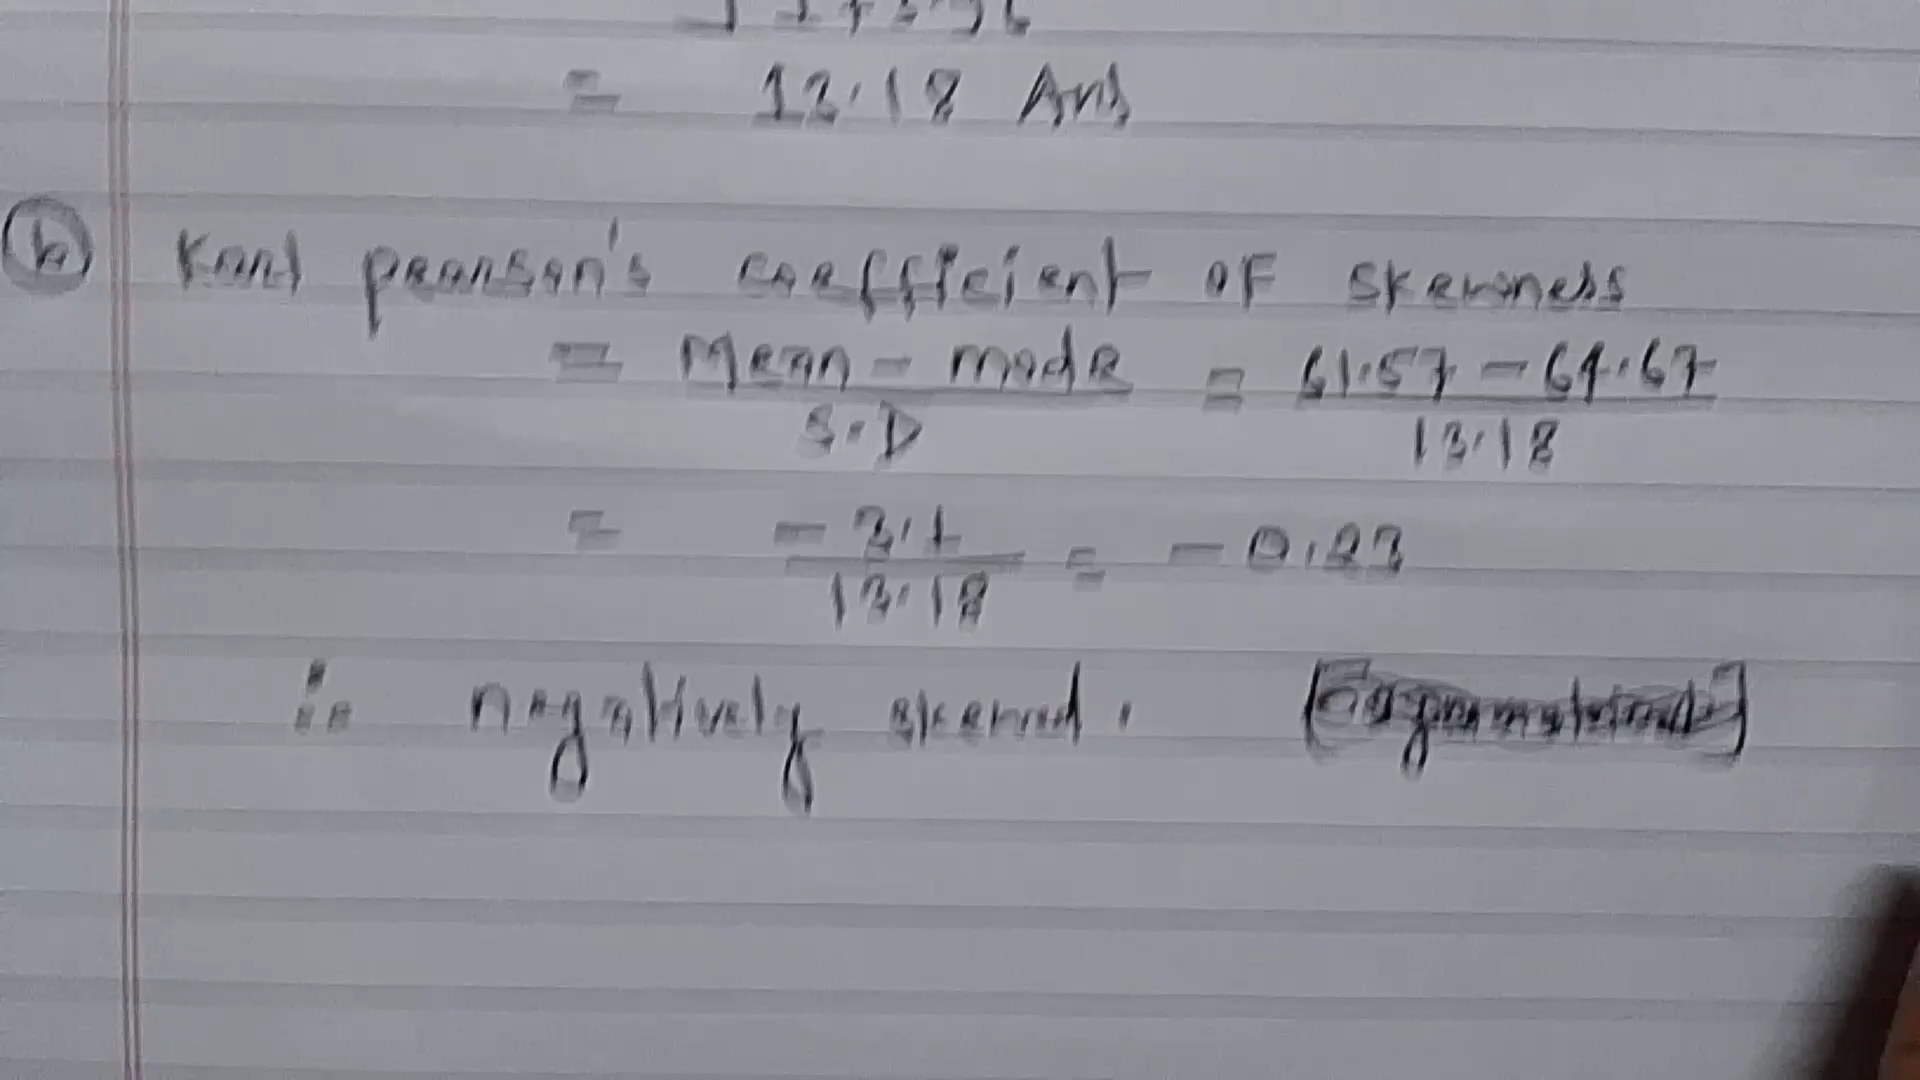 = 13.18 Ans
(b) Karl pearson's coefficient of skewness
= Mean - mode / S.D = 61.57 - 64.67 / 13.18
= -3.1 / 13.18 = -0.23
is negatively skewed.